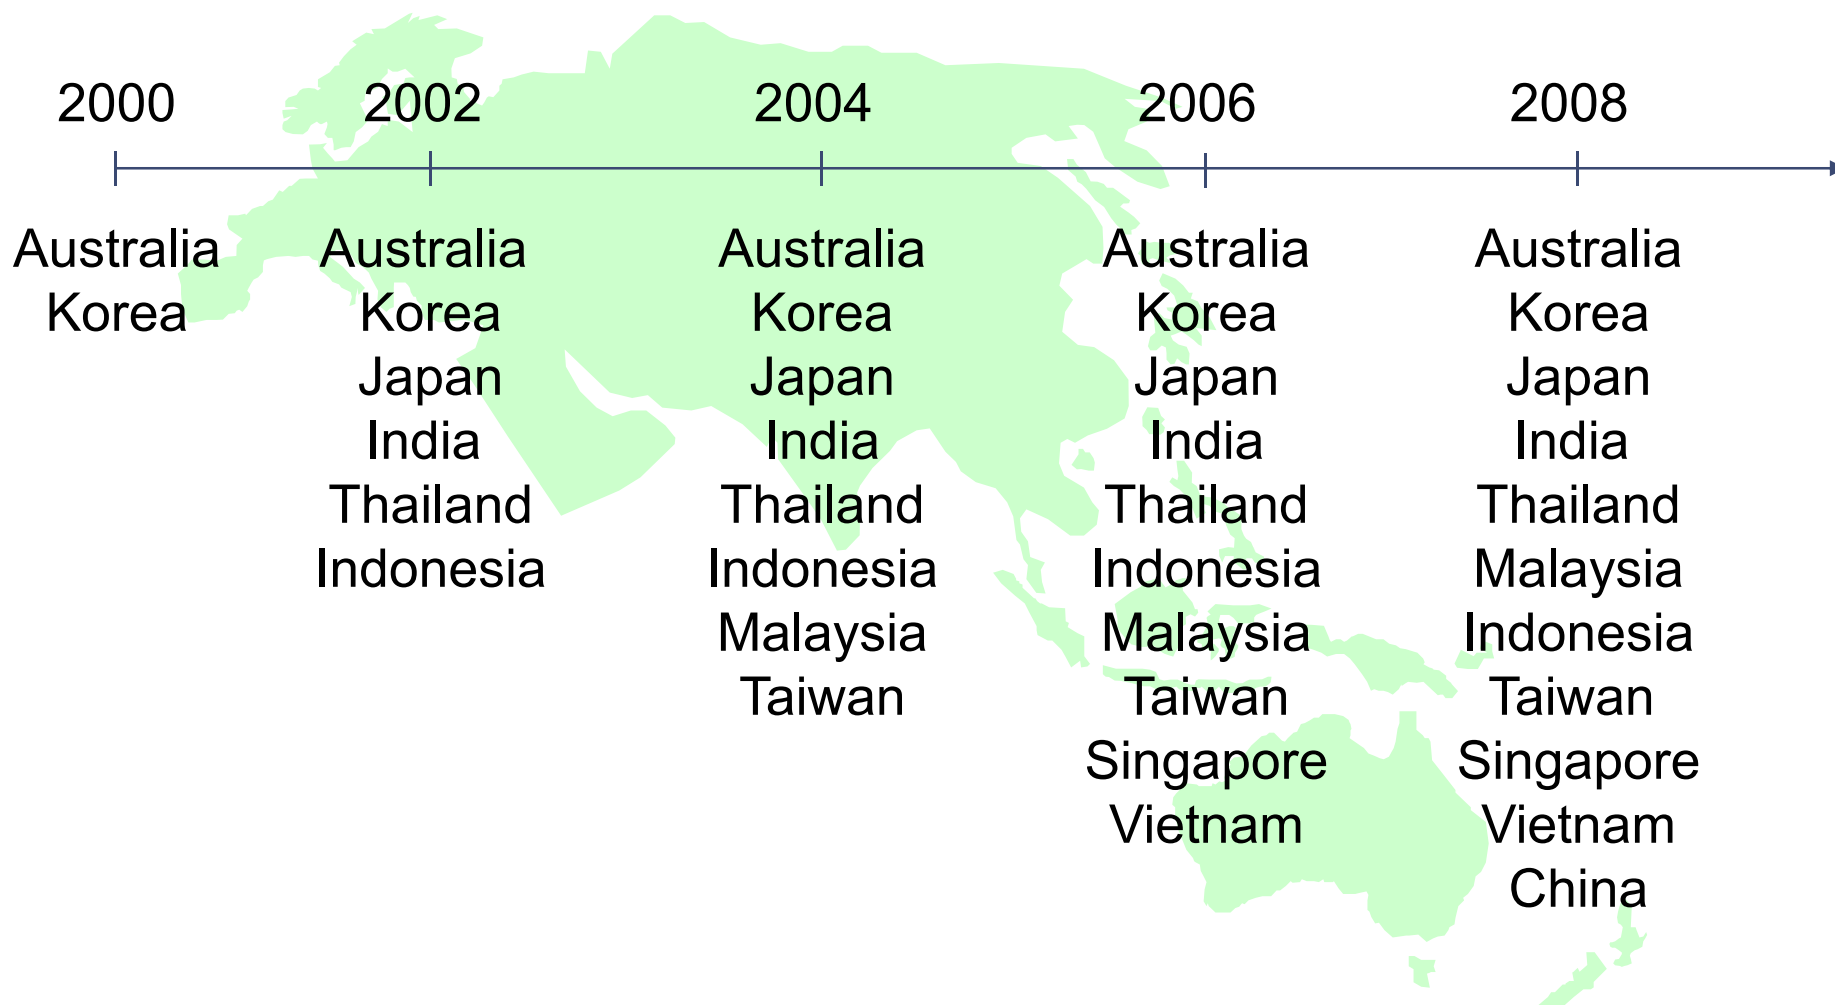 2000 2002 2004 2006 2008
Australia Australia Australia Australia Australia
Korea Korea Korea Korea Korea
Japan Japan Japan Japan
India India India India
Thailand Thailand Thailand Thailand
Indonesia Indonesia Indonesia Malaysia
Malaysia Malaysia Indonesia
Taiwan Taiwan Taiwan
Singapore Singapore
Vietnam Vietnam
China